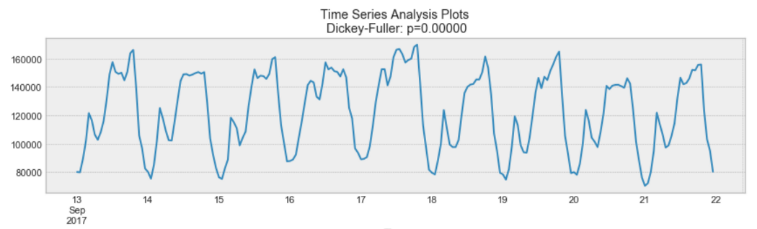 Time Series Analysis Plots
Dickey-Fuller: p=0.00000
160000
140000
120000
100000
80000
13 14 15 16 17 18 19 20 21 22
Sep
2017